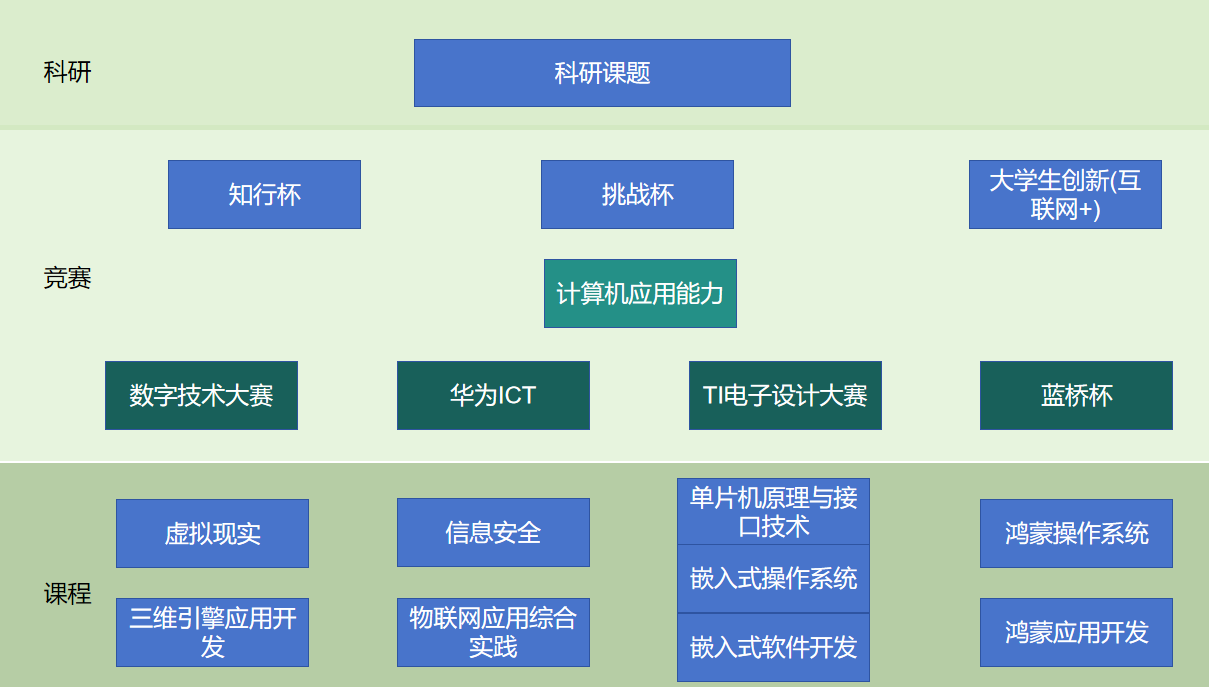 科研
科研课题
知行杯
挑战杯
大学生创新(互
联网+)
竞赛
计算机应用能力
数字技术大赛
华为ICT
TI电子设计大赛
蓝桥杯
课程
虚拟现实
信息安全
单片机原理与接
口技术
鸿蒙操作系统
嵌入式操作系统
三维引擎应用开
发
物联网应用综合
实践
嵌入式软件开发
鸿蒙应用开发